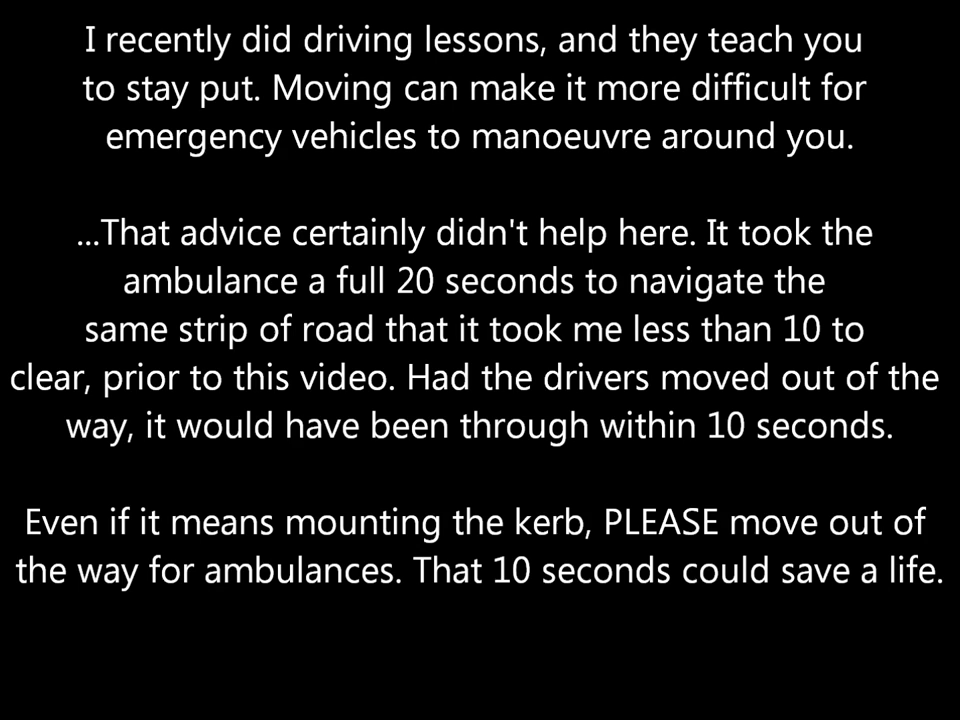 I recently did driving lessons, and they teach you
to stay put. Moving can make it more difficult for
emergency vehicles to manoeuvre around you.
...That advice certainly didn't help here. It took the
ambulance a full 20 seconds to navigate the
same strip of road that it took me less than 10 to
clear, prior to this video. Had the drivers moved out of the
way, it would have been through within 10 seconds.
Even if it means mounting the kerb, PLEASE move out of
the way for ambulances. That 10 seconds could save a life.